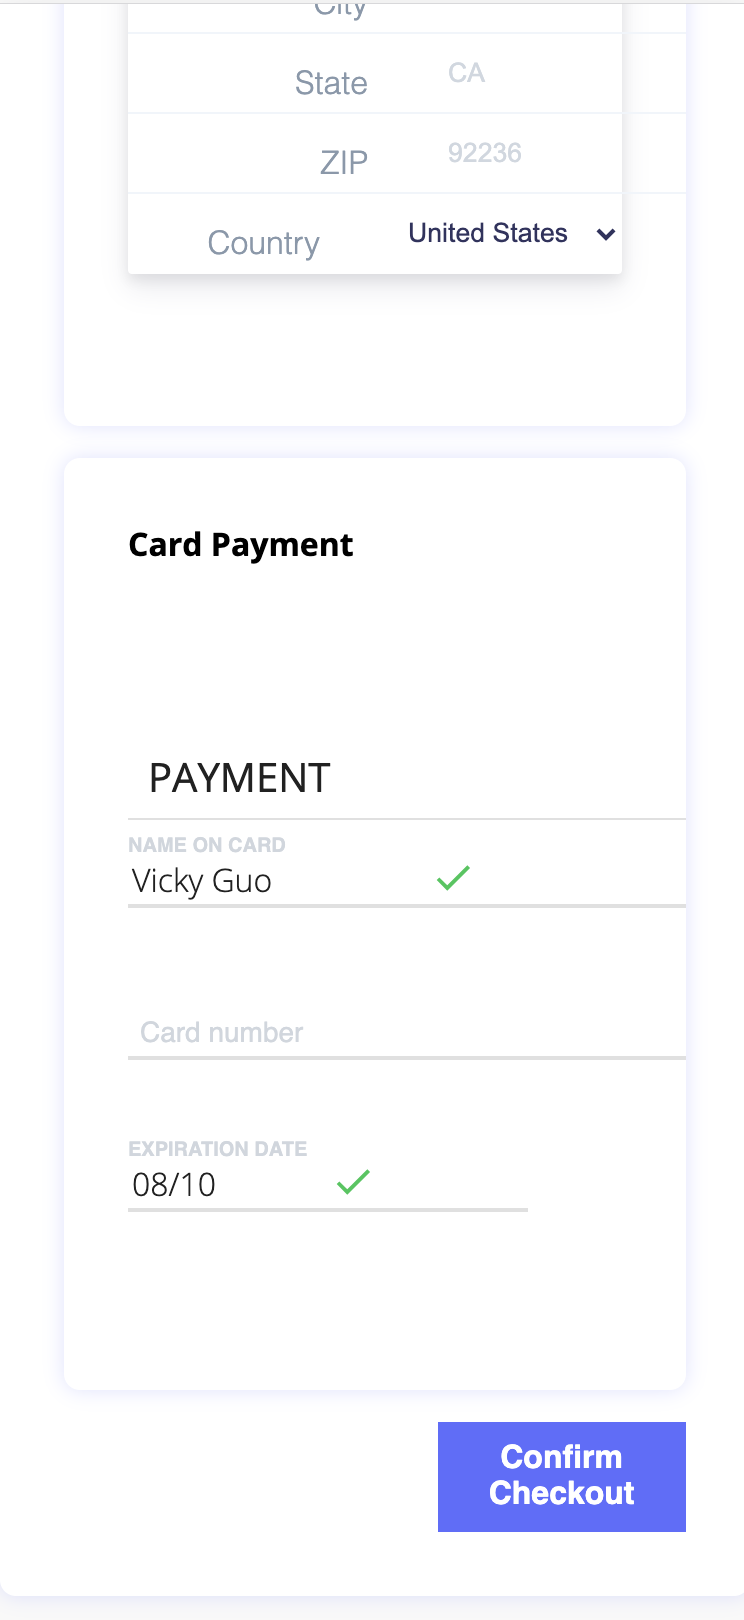 City
State
CA
ZIP
92236
Country
United States
Card Payment
PAYMENT
NAME ON CARD
Vicky Guo
Card number
EXPIRATION DATE
08/10
Confirm
Checkout